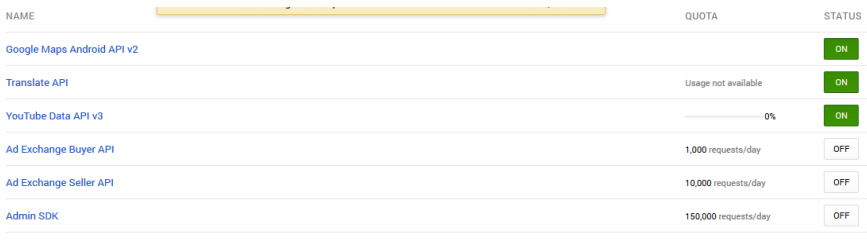 NAME QUOTA STATUS
Google Maps Android API v2 ON
Translate API Usage not available ON
YouTube Data API v3 0% ON
Ad Exchange Buyer API 1,000 requests/day OFF
Ad Exchange Seller API 10,000 requests/day OFF
Admin SDK 150,000 requests/day OFF